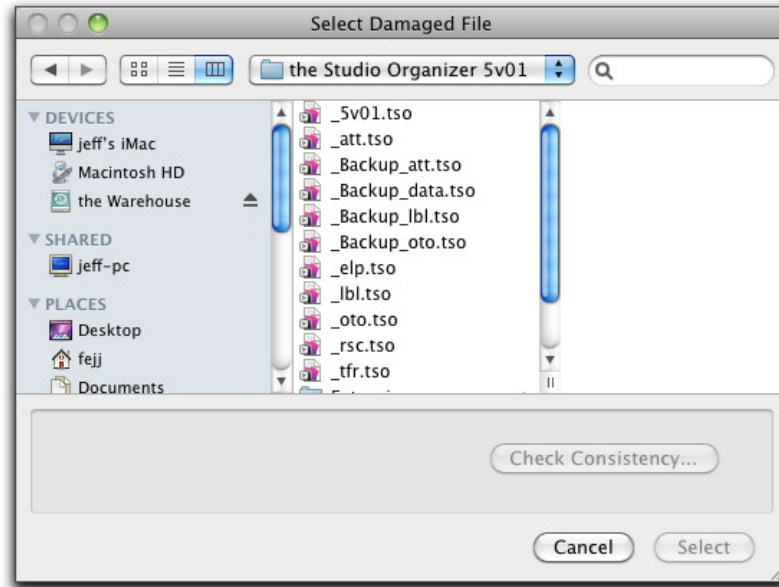 Select Damaged File
the Studio Organizer 5v01
DEVICES
jeff's iMac
Macintosh HD
the Warehouse
SHARED
jeff-pc
PLACES
Desktop
fejj
Documents
_5v01.tso
_att.tso
_Backup_att.tso
_Backup_data.tso
_Backup_lbl.tso
_Backup_oto.tso
_elp.tso
_lbl.tso
_oto.tso
_rsc.tso
_tfr.tso
Check Consistency...
Cancel
Select